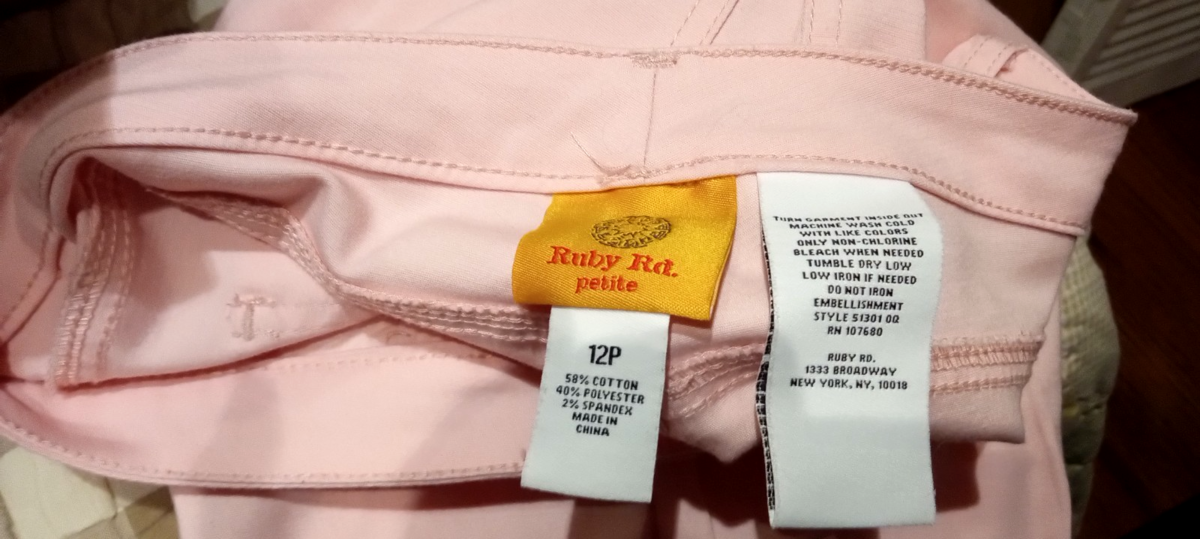 Ruby Rd.
petite
12P
58% COTTON
40% POLYESTER
2% SPANDEX
MADE IN
CHINA
TURN GARMENT INSIDE OUT
MACHINE WASH COLD
WITH LIKE COLORS
ONLY NON-CHLORINE
BLEACH WHEN NEEDED
TUMBLE DRY LOW
LOW IRON IF NEEDED
DO NOT IRON
EMBELLISHMENT
STYLE 51301 0Q
RN 107680
RUBY RD.
1333 BROADWAY
NEW YORK, NY, 10018